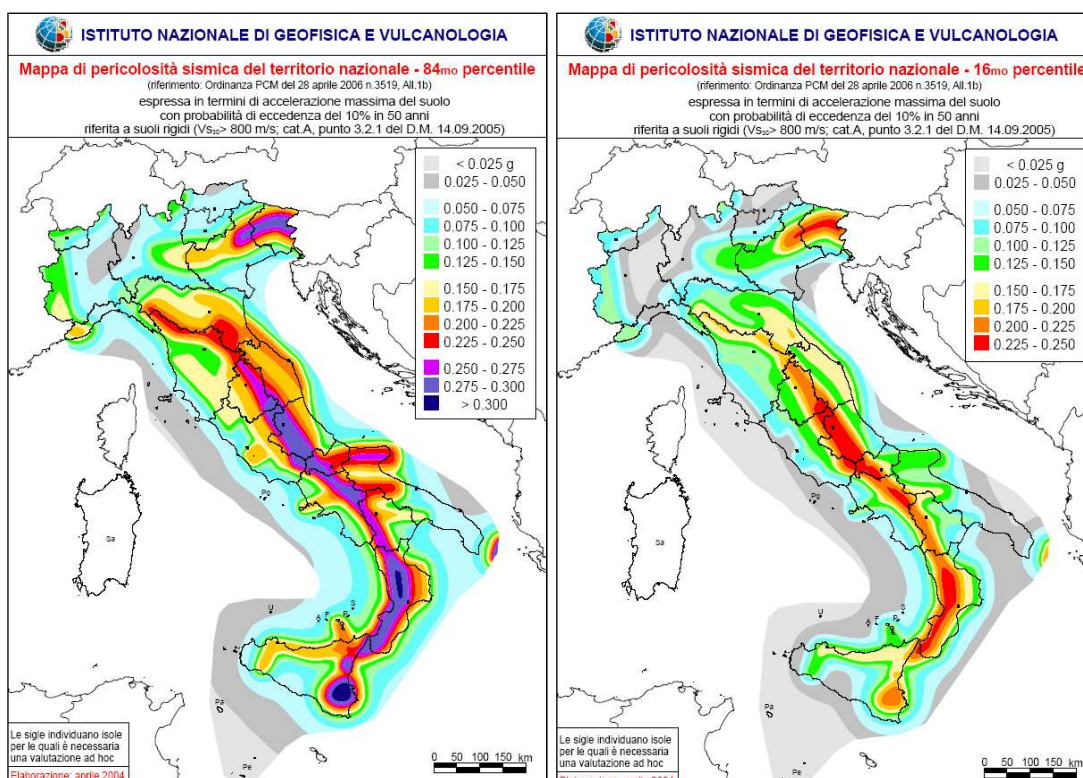 ISTITUTO NAZIONALE DI GEOFISICA E VULCANOLOGIA
Mappa di pericolosità sismica del territorio nazionale - 84mo percentile
(riferimento: Ordinanza PCM del 28 aprile 2006 n.3519, All.1b)
espressa in termini di accelerazione massima del suolo
con probabilità di eccedenza del 10% in 50 anni
riferita a suoli rigidi (Vs30> 800 m/s; cat.A, punto 3.2.1 del D.M. 14.09.2005)
< 0.025 g
0.025 - 0.050
0.050 - 0.075
0.075 - 0.100
0.100 - 0.125
0.125 - 0.150
0.150 - 0.175
0.175 - 0.200
0.200 - 0.225
0.225 - 0.250
0.250 - 0.275
0.275 - 0.300
> 0.300
Sa
Po
U
A F P S
Pa
Pe
Le sigle individuano isole
per le quali è necessaria
una valutazione ad hoc
Elaborazione: aprile 2004
0 50 100 150 km
ISTITUTO NAZIONALE DI GEOFISICA E VULCANOLOGIA
Mappa di pericolosità sismica del territorio nazionale - 16mo percentile
(riferimento: Ordinanza PCM del 28 aprile 2006 n.3519, All.1b)
espressa in termini di accelerazione massima del suolo
con probabilità di eccedenza del 10% in 50 anni
riferita a suoli rigidi (Vs30> 800 m/s; cat.A, punto 3.2.1 del D.M. 14.09.2005)
< 0.025 g
0.025 - 0.050
0.050 - 0.075
0.075 - 0.100
0.100 - 0.125
0.125 - 0.150
0.150 - 0.175
0.175 - 0.200
0.200 - 0.225
0.225 - 0.250
Sa
Po
U
A F P S
Pa
Pe
Le sigle individuano isole
per le quali è necessaria
una valutazione ad hoc
0 50 100 150 km